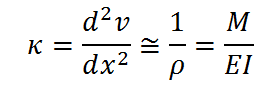 κ = d²v/dx² ≅ 1/ρ = M/EI